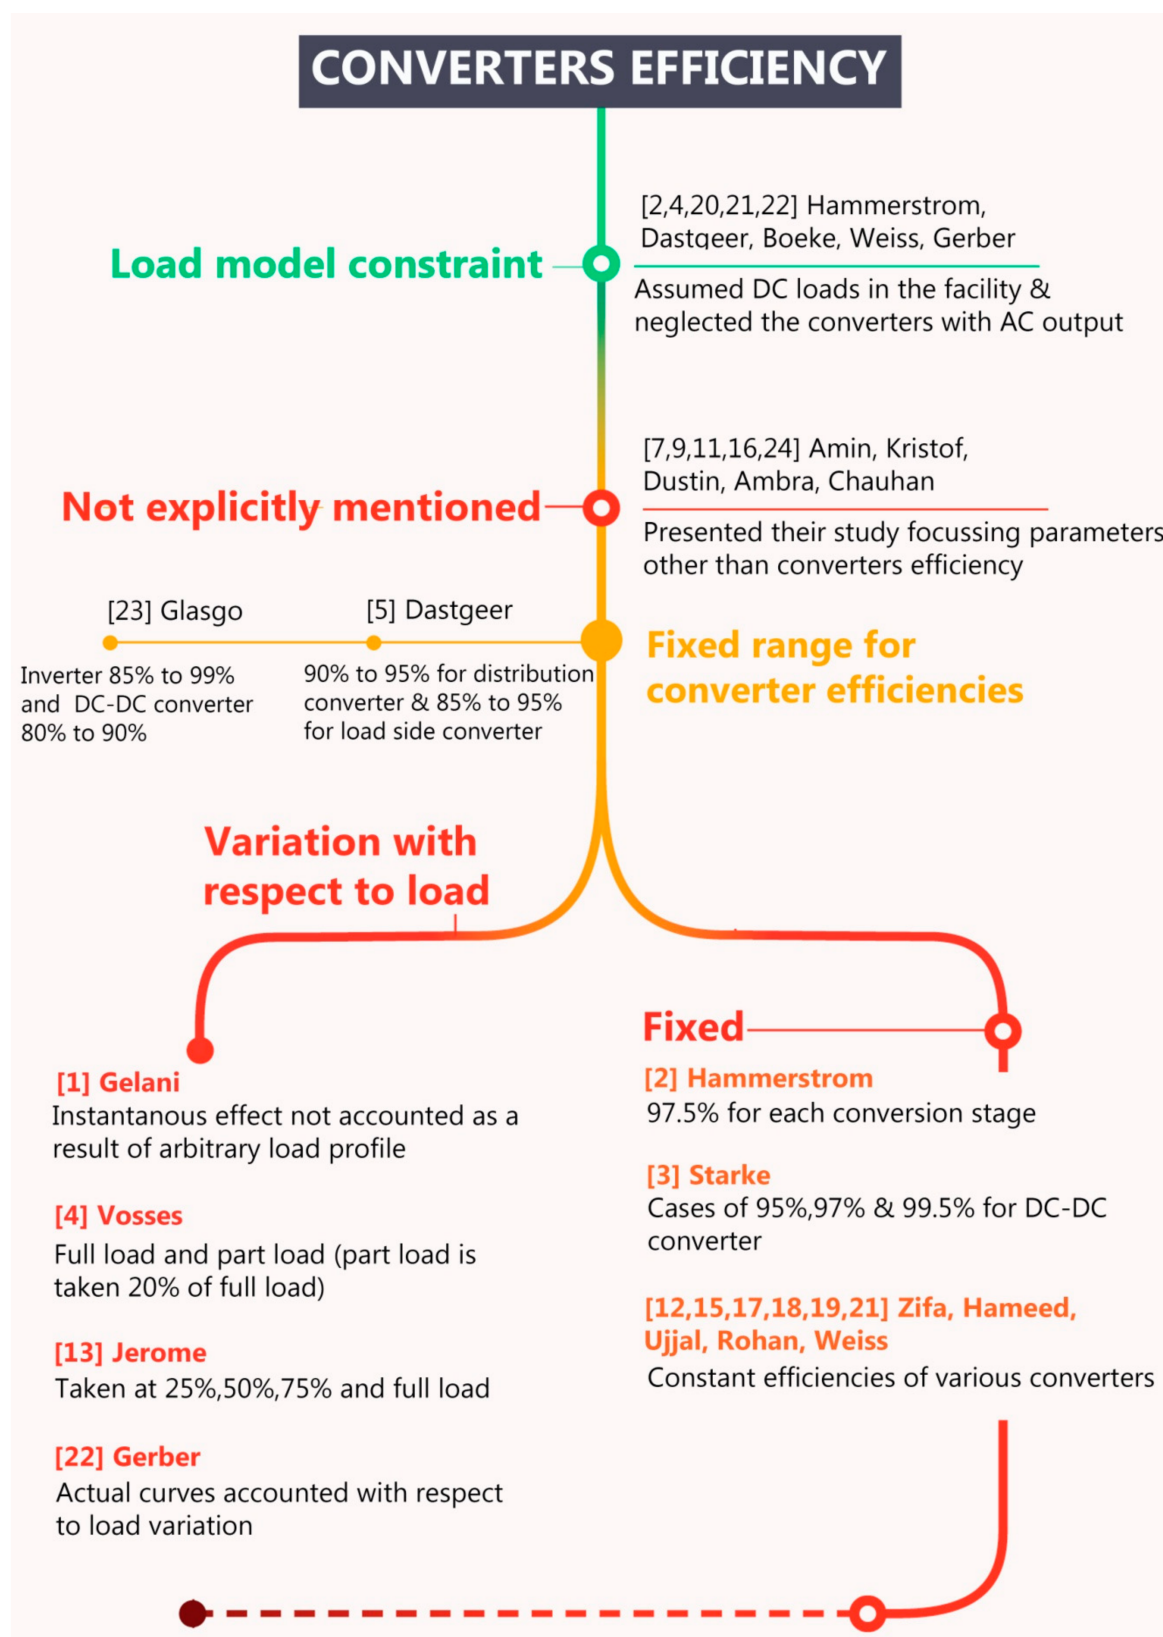 CONVERTERS EFFICIENCY
[2,4,20,21,22] Hammerstrom,
Dastgeer, Boeke, Weiss, Gerber
Load model constraint
Assumed DC loads in the facility &
neglected the converters with AC output
[7,9,11,16,24] Amin, Kristof,
Dustin, Ambra, Chauhan
Not explicitly mentioned
Presented their study focussing parameters
other than converters efficiency
[23] Glasgo
Inverter 85% to 99%
and DC-DC converter
80% to 90%
[5] Dastgeer
90% to 95% for distribution
converter & 85% to 95%
for load side converter
Fixed range for
converter efficiencies
Variation with
respect to load
[1] Gelani
Instantanous effect not accounted as a
result of arbitrary load profile
[4] Vosses
Full load and part load (part load is
taken 20% of full load)
[13] Jerome
Taken at 25%,50%,75% and full load
[22] Gerber
Actual curves accounted with respect
to load variation
Fixed
[2] Hammerstrom
97.5% for each conversion stage
[3] Starke
Cases of 95%,97% & 99.5% for DC-DC
converter
[12,15,17,18,19,21] Zifa, Hameed,
Ujjal, Rohan, Weiss
Constant efficiencies of various converters